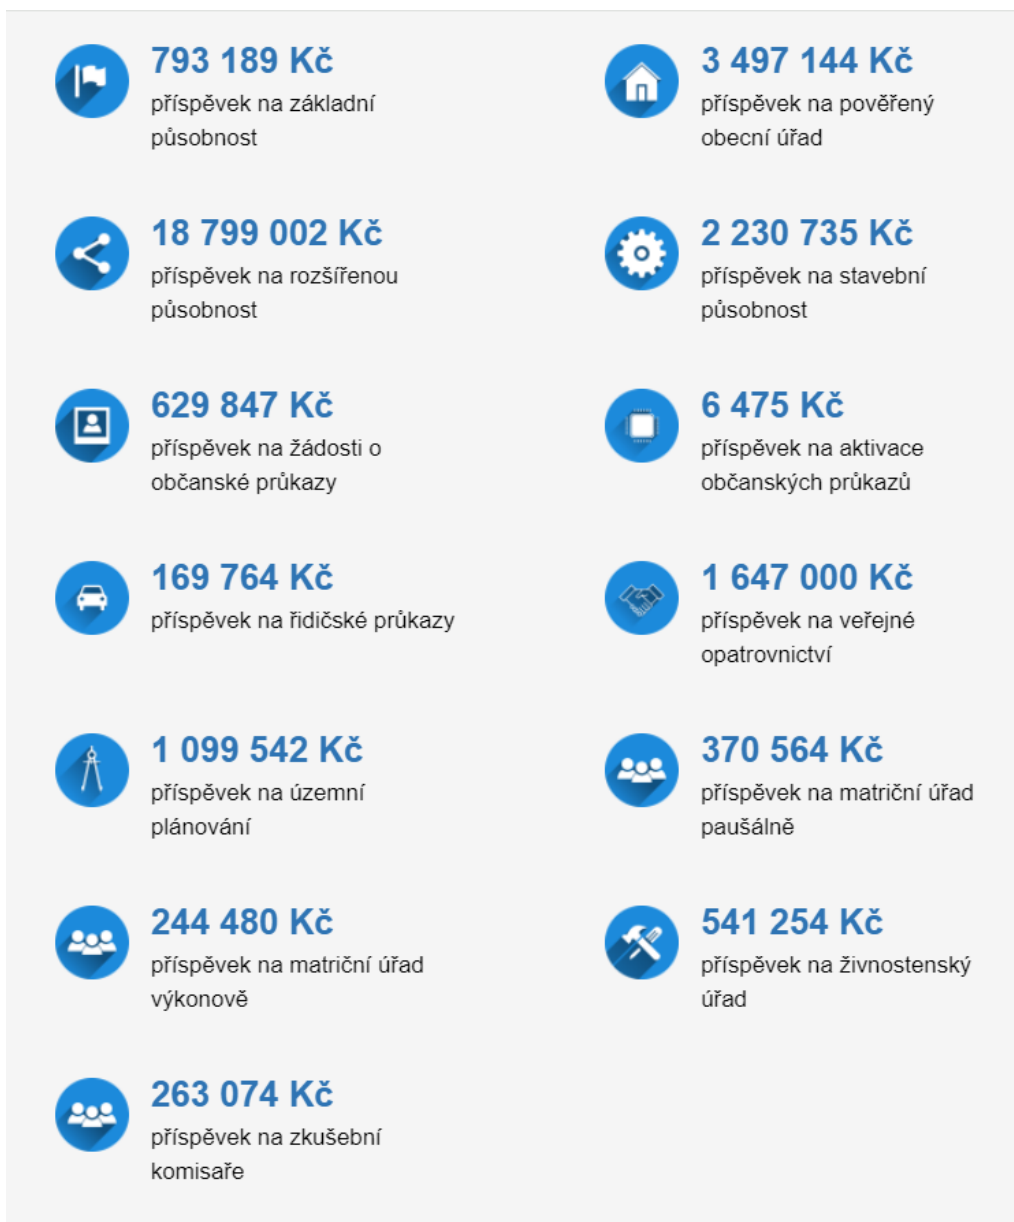 793 189 Kč
příspěvek na základní
působnost
3 497 144 Kč
příspěvek na pověřený
obecní úřad
18 799 002 Kč
příspěvek na rozšířenou
působnost
2 230 735 Kč
příspěvek na stavební
působnost
629 847 Kč
příspěvek na žádosti o
občanské průkazy
6 475 Kč
příspěvek na aktivace
občanských průkazů
169 764 Kč
příspěvek na řidičské průkazy
1 647 000 Kč
příspěvek na veřejné
opatrovnictví
1 099 542 Kč
příspěvek na územní
plánování
370 564 Kč
příspěvek na matriční úřad
paušálně
244 480 Kč
příspěvek na matriční úřad
výkonově
541 254 Kč
příspěvek na živnostenský
úřad
263 074 Kč
příspěvek na zkušební
komisaře